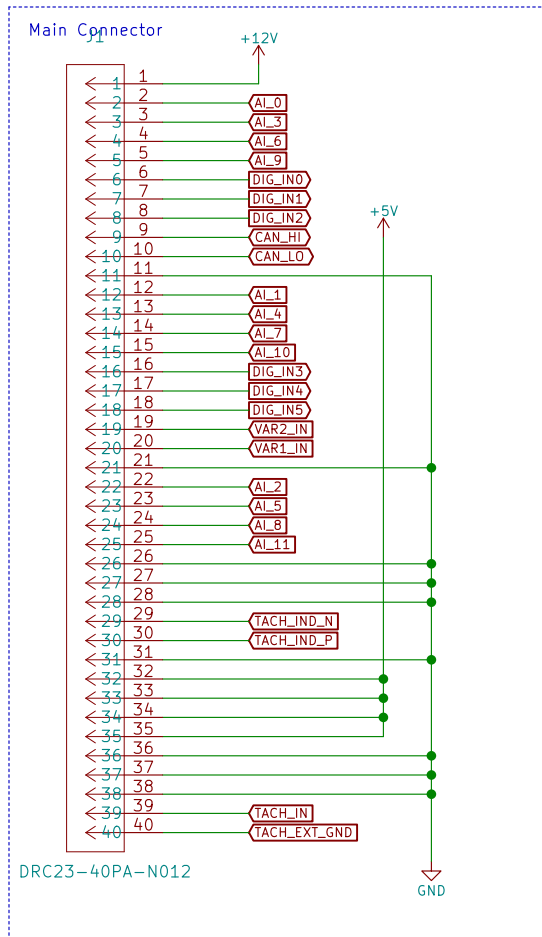 Main Connector
J1
+12V
1 1
2 2 AI_0
3 3 AI_3
4 4 AI_6
5 5 AI_9
6 6 DIG_IN0
7 7 DIG_IN1
8 8 DIG_IN2
+5V
9 9 CAN_HI
10 10 CAN_LO
11 11
12 12 AI_1
13 13 AI_4
14 14 AI_7
15 15 AI_10
16 16 DIG_IN3
17 17 DIG_IN4
18 18 DIG_IN5
19 19 VAR2_IN
20 20 VAR1_IN
21 21
22 22 AI_2
23 23 AI_5
24 24 AI_8
25 25 AI_11
26 26
27 27
28 28
29 29 TACH_IND_N
30 30 TACH_IND_P
31 31
32 32
33 33
34 34
35 35
36 36
37 37
38 38
39 39 TACH_IN
40 40 TACH_EXT_GND
DRC23-40PA-N012
GND